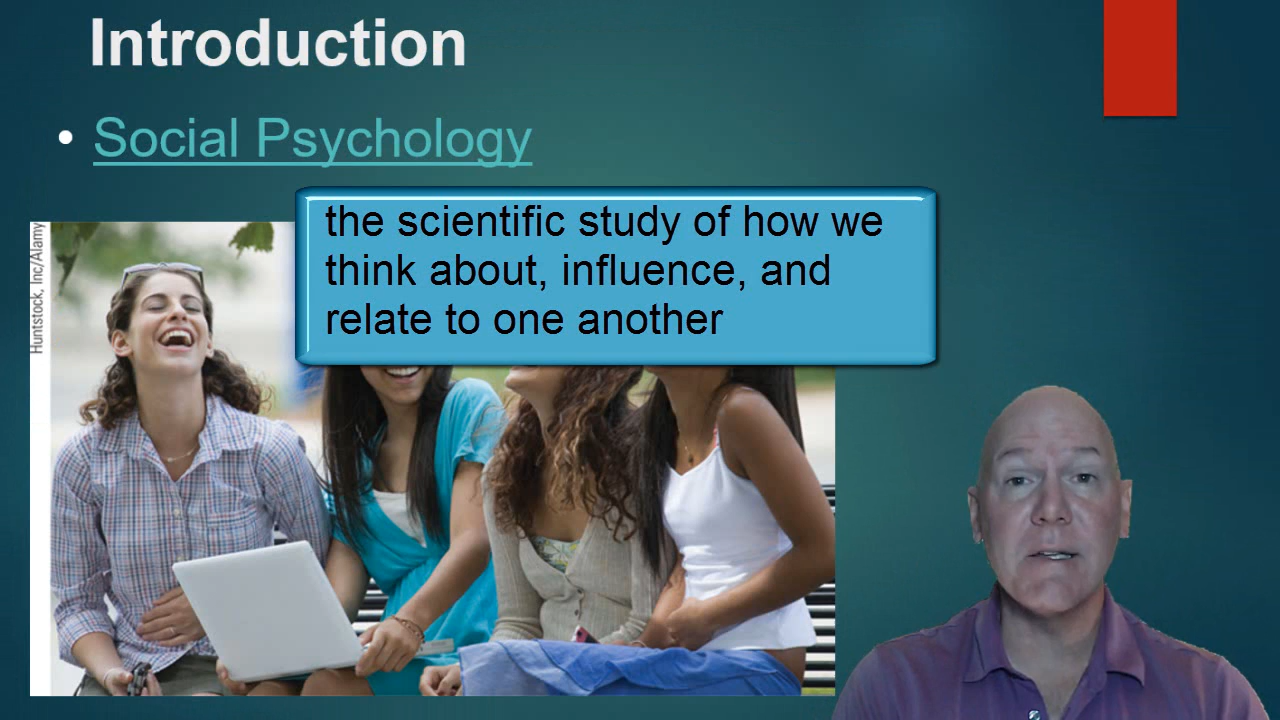 Introduction
• Social Psychology
the scientific study of how we
think about, influence, and
relate to one another
Huntstock, Inc/Alamy